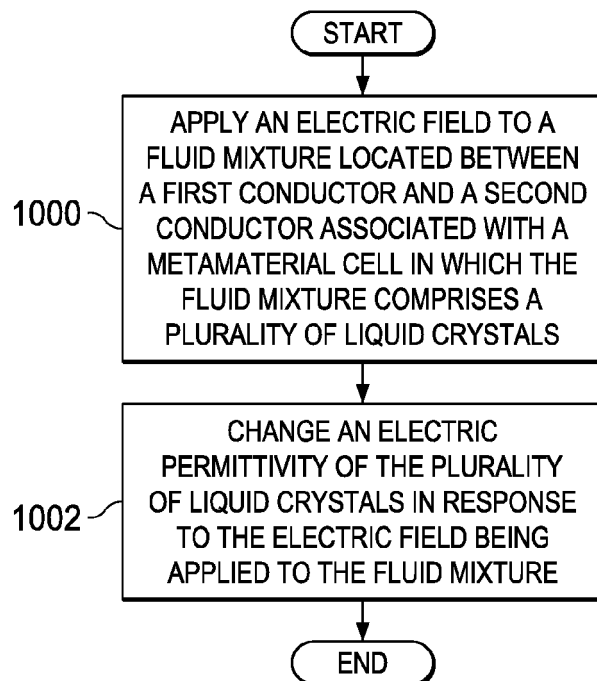 START
APPLY AN ELECTRIC FIELD TO A
FLUID MIXTURE LOCATED BETWEEN
A FIRST CONDUCTOR AND A SECOND
CONDUCTOR ASSOCIATED WITH A
METAMATERIAL CELL IN WHICH THE
FLUID MIXTURE COMPRISES A
PLURALITY OF LIQUID CRYSTALS
1000
CHANGE AN ELECTRIC
PERMITTIVITY OF THE PLURALITY
OF LIQUID CRYSTALS IN RESPONSE
TO THE ELECTRIC FIELD BEING
APPLIED TO THE FLUID MIXTURE
1002
END